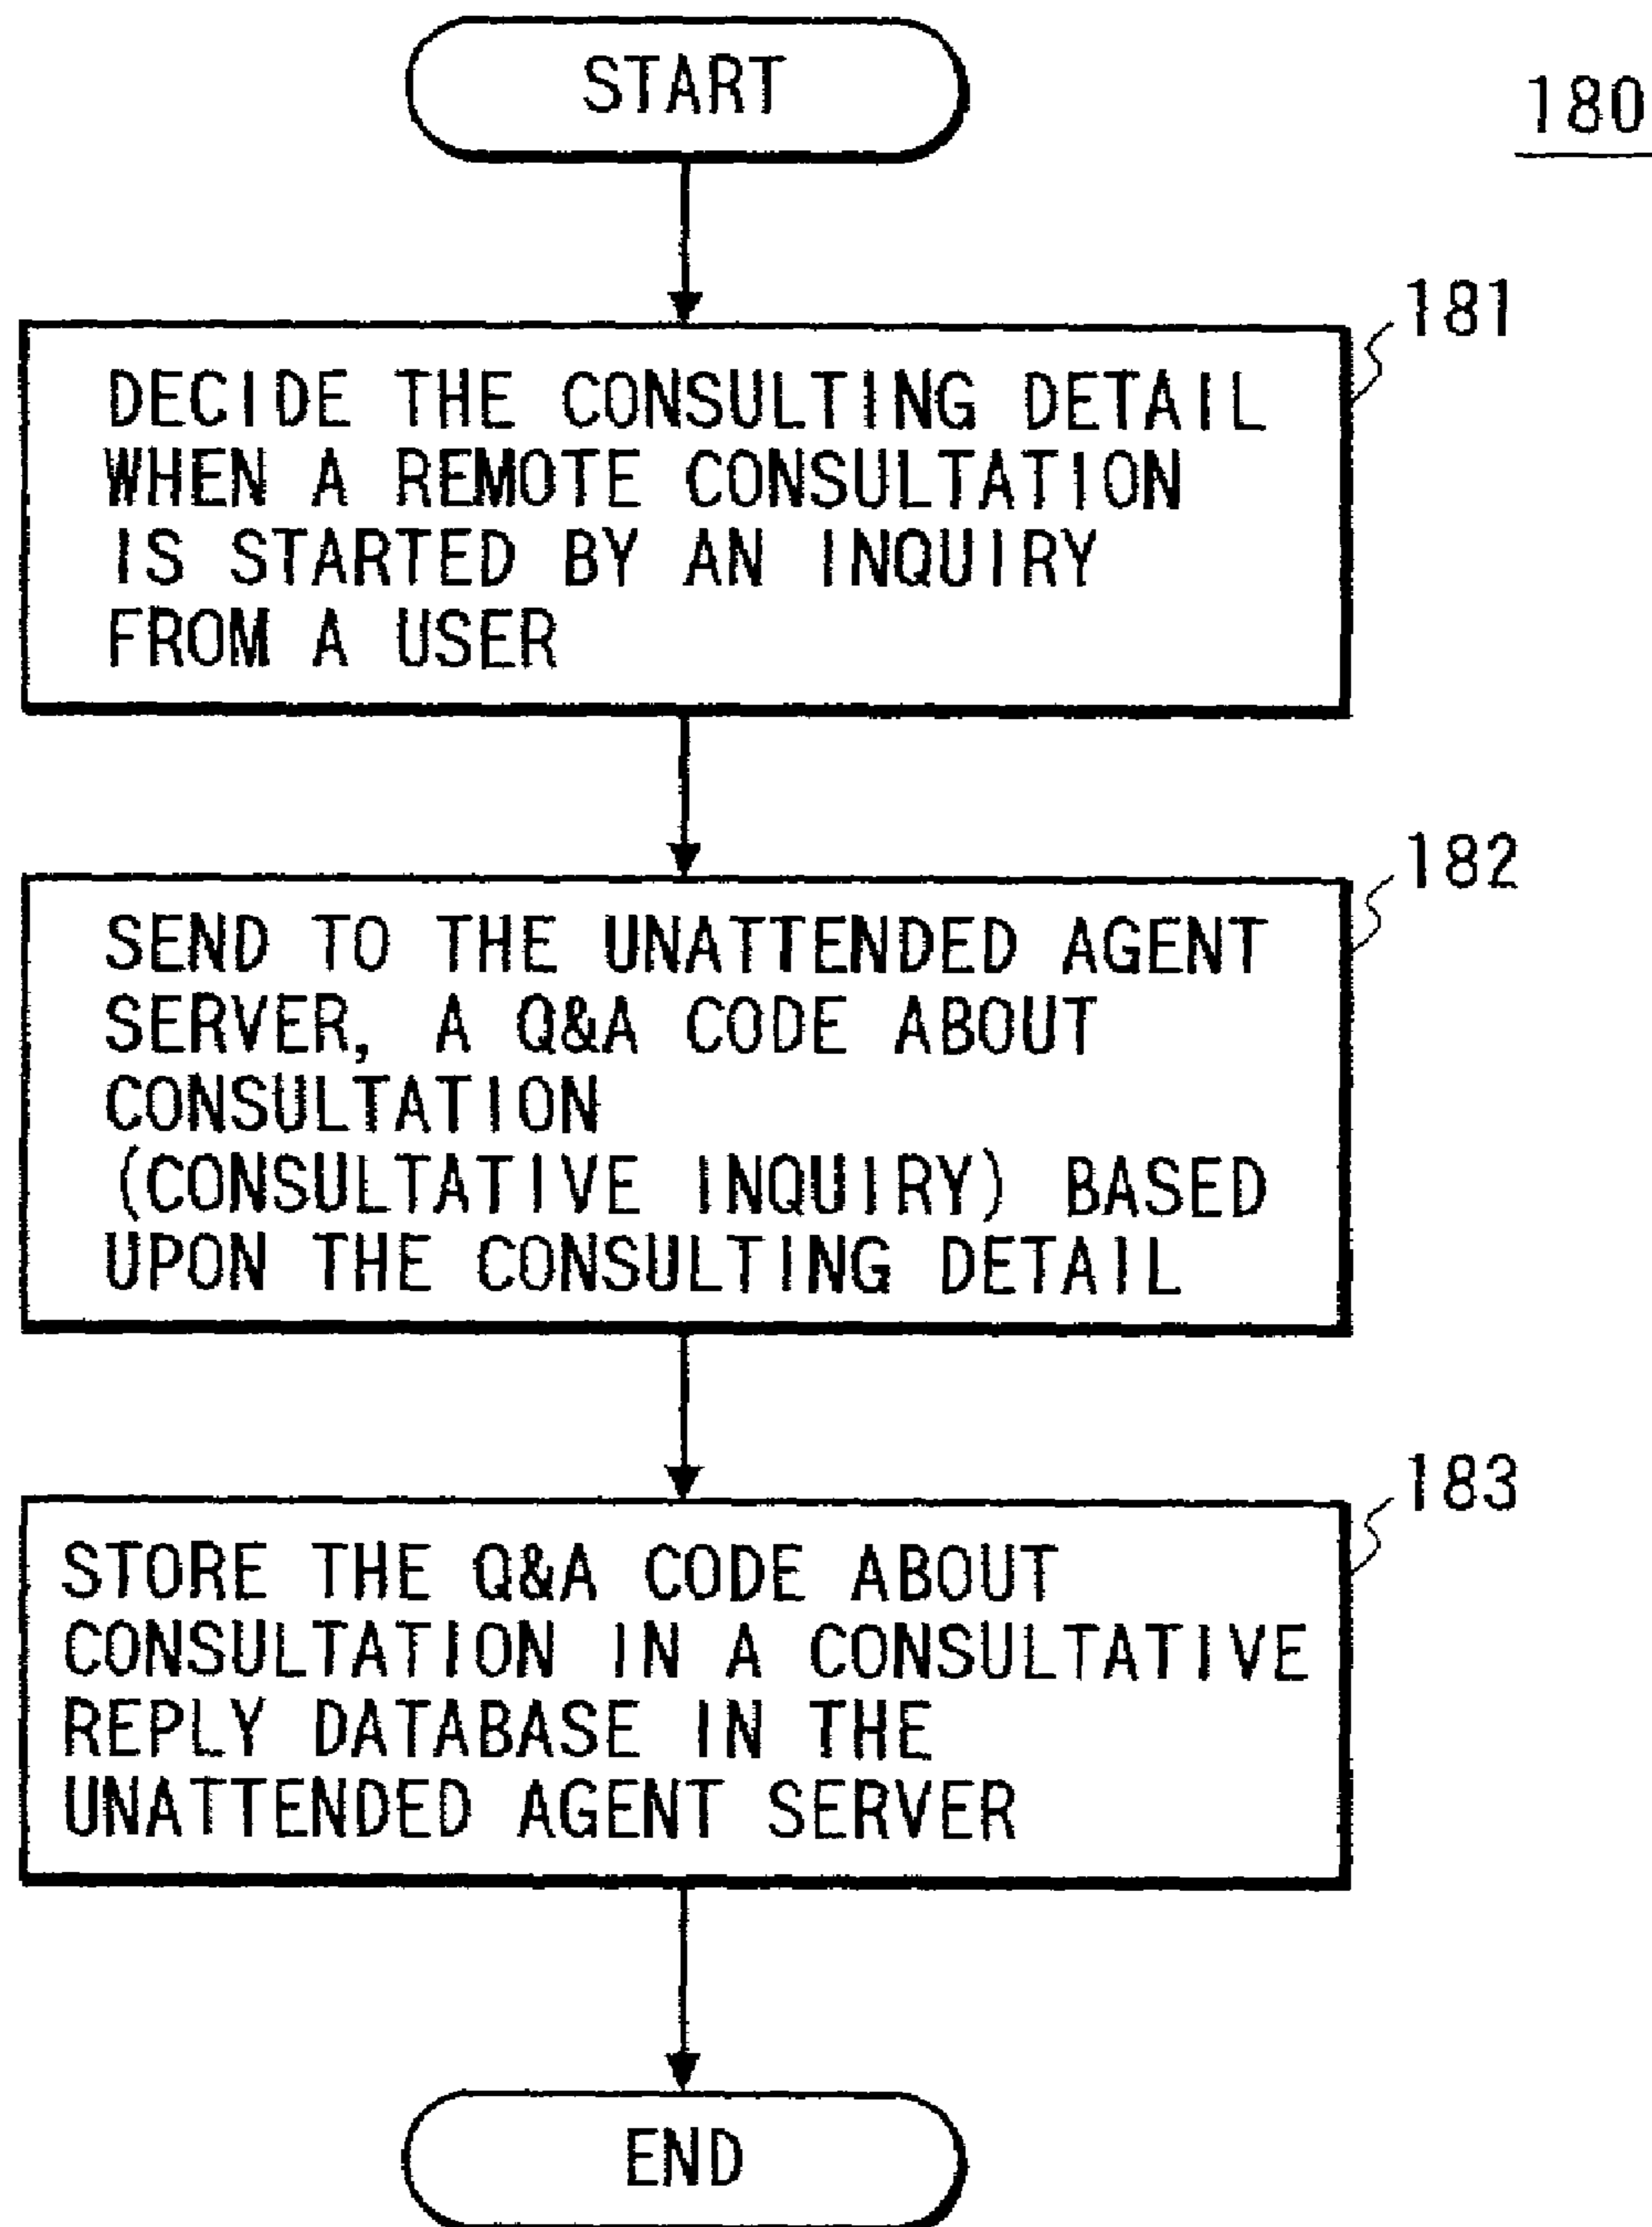 START
180
181
DECIDE THE CONSULTING DETAIL
WHEN A REMOTE CONSULTATION
IS STARTED BY AN INQUIRY
FROM A USER
182
SEND TO THE UNATTENDED AGENT
SERVER, A Q&A CODE ABOUT
CONSULTATION
(CONSULTATIVE INQUIRY) BASED
UPON THE CONSULTING DETAIL
183
STORE THE Q&A CODE ABOUT
CONSULTATION IN A CONSULTATIVE
REPLY DATABASE IN THE
UNATTENDED AGENT SERVER
END